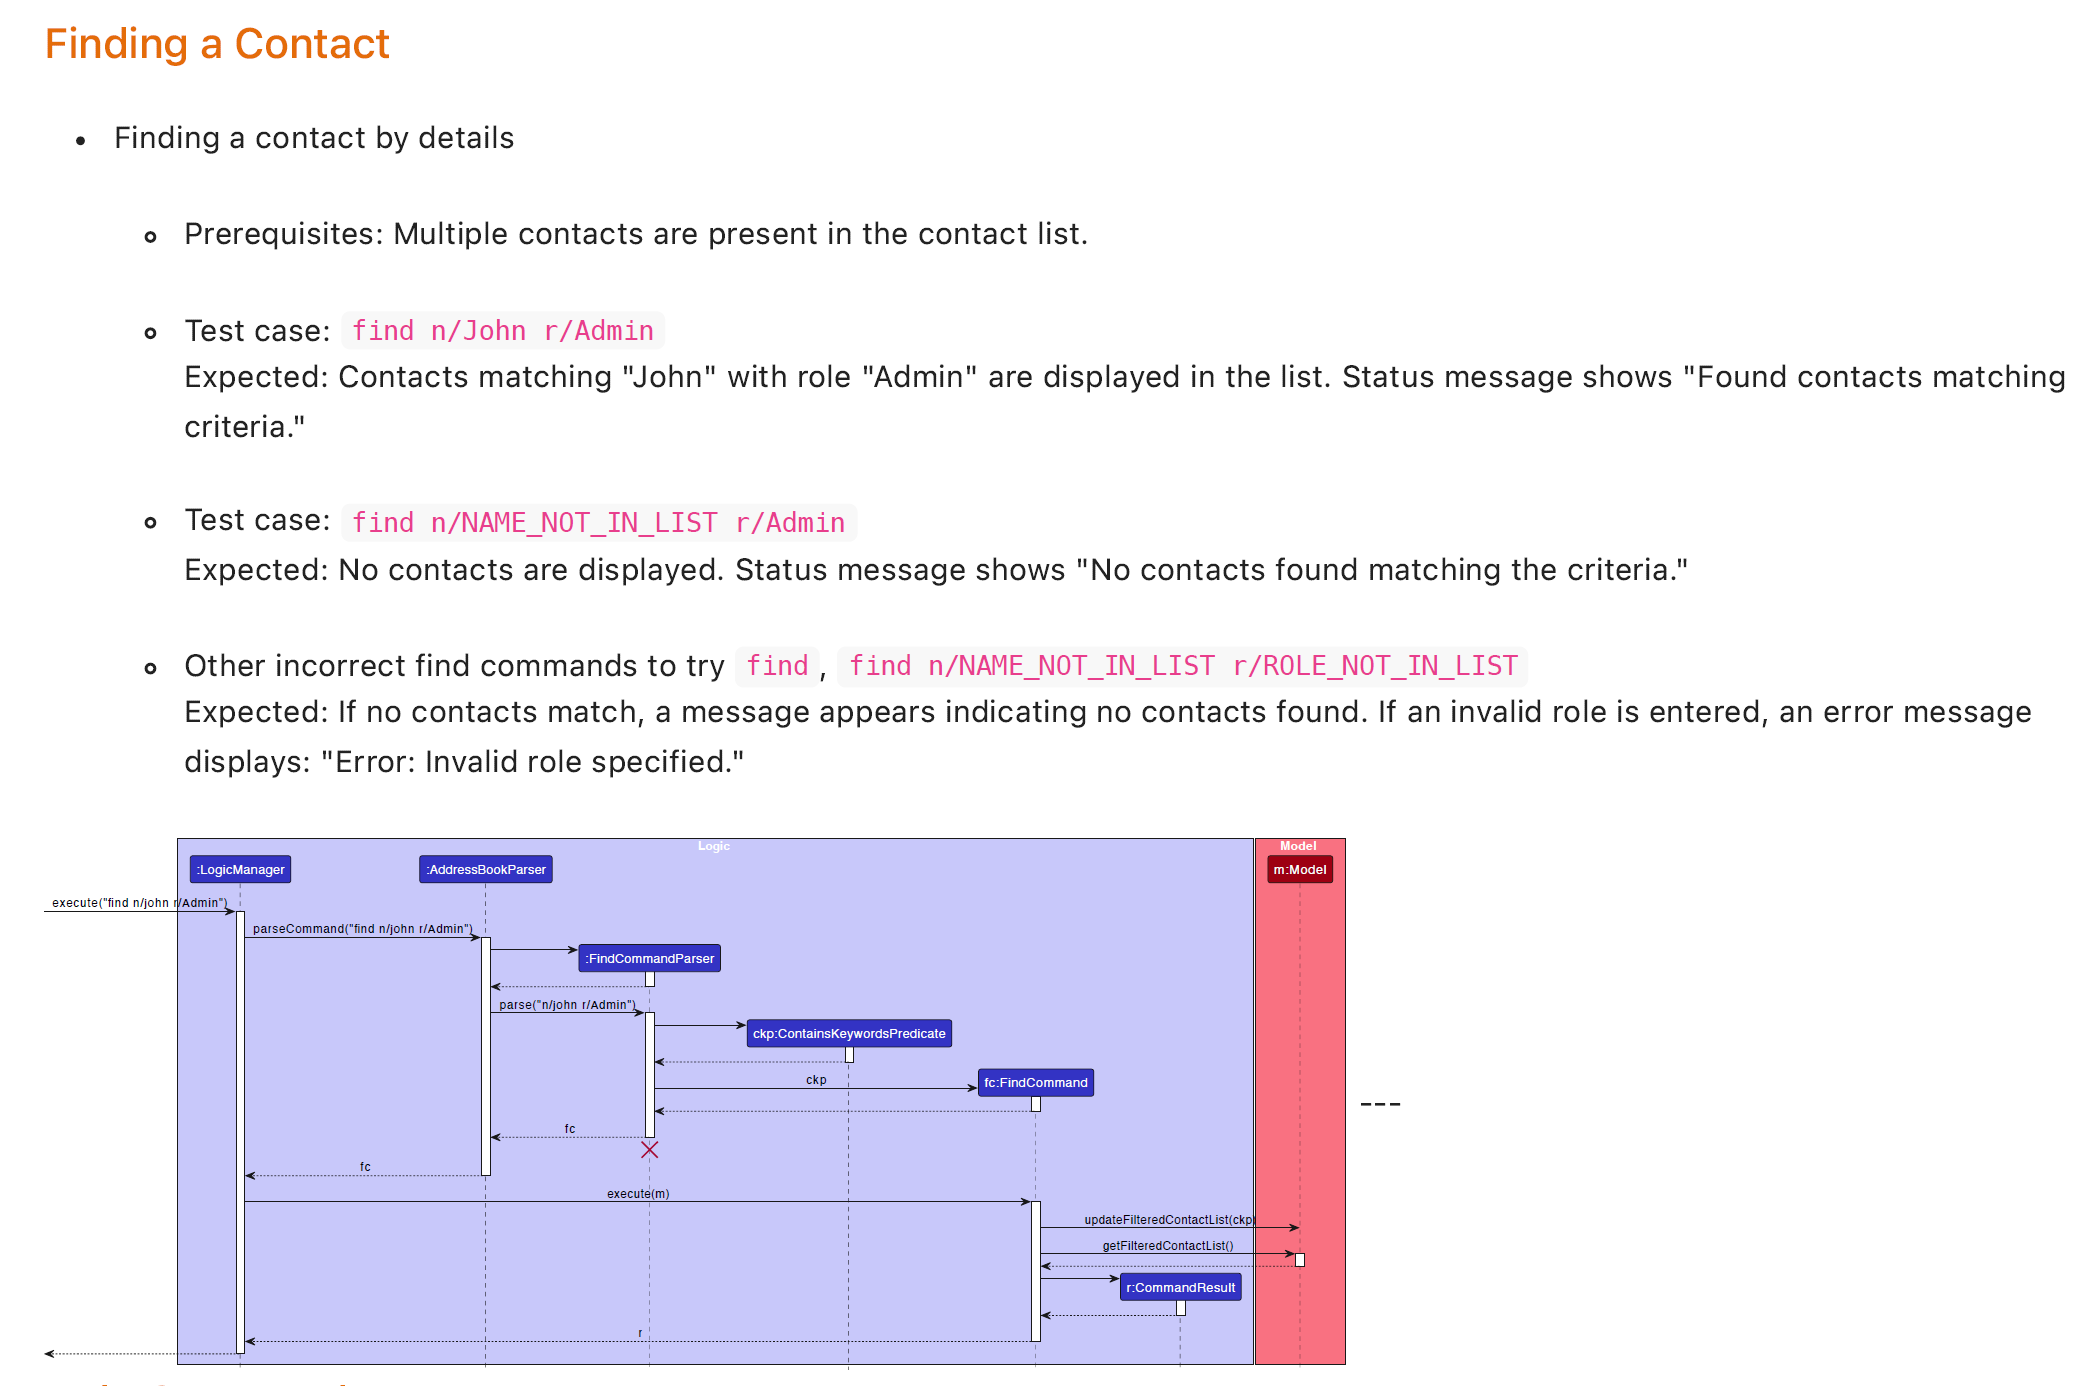 Finding a Contact
Finding a contact by details
Prerequisites: Multiple contacts are present in the contact list.
Test case: find n/John r/Admin
Expected: Contacts matching "John" with role "Admin" are displayed in the list. Status message shows "Found contacts matching
criteria."
Test case: find n/NAME_NOT_IN_LIST r/Admin
Expected: No contacts are displayed. Status message shows "No contacts found matching the criteria."
Other incorrect find commands to try find, find n/NAME_NOT_IN_LIST r/ROLE_NOT_IN_LIST
Expected: If no contacts match, a message appears indicating no contacts found. If an invalid role is entered, an error message
displays: "Error: Invalid role specified."
Logic
Model
:LogicManager
:AddressBookParser
m:Model
execute("find n/john r/Admin")
parseCommand("find n/john r/Admin")
:FindCommandParser
parse("n/john r/Admin")
ckp:ContainsKeywordsPredicate
ckp
fc:FindCommand
---
fc
fc
execute(m)
updateFilteredContactList(ckp)
getFilteredContactList()
r:CommandResult
r